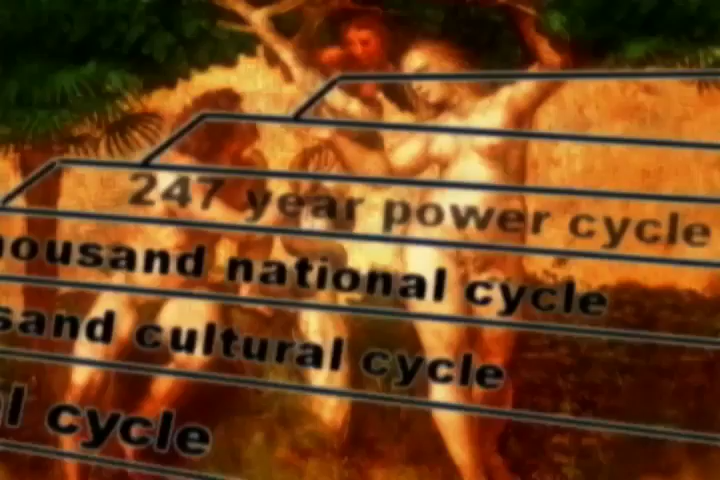 247 year power cycle
housand national cycle
sand cultural cycle
l cycle